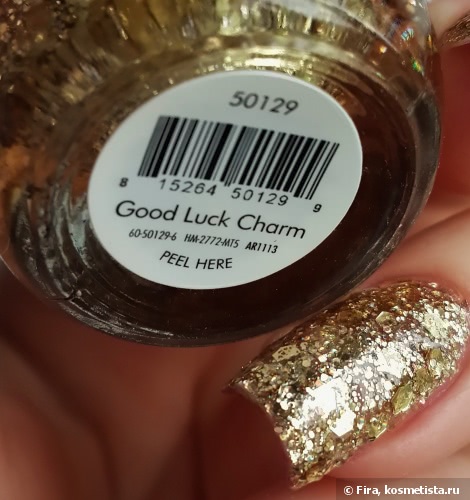 50129
8 15264 50129 9
Good Luck Charm
60-50129-6 HM-2772-MT5 AR1113
PEEL HERE
© Fira, kosmetista.ru